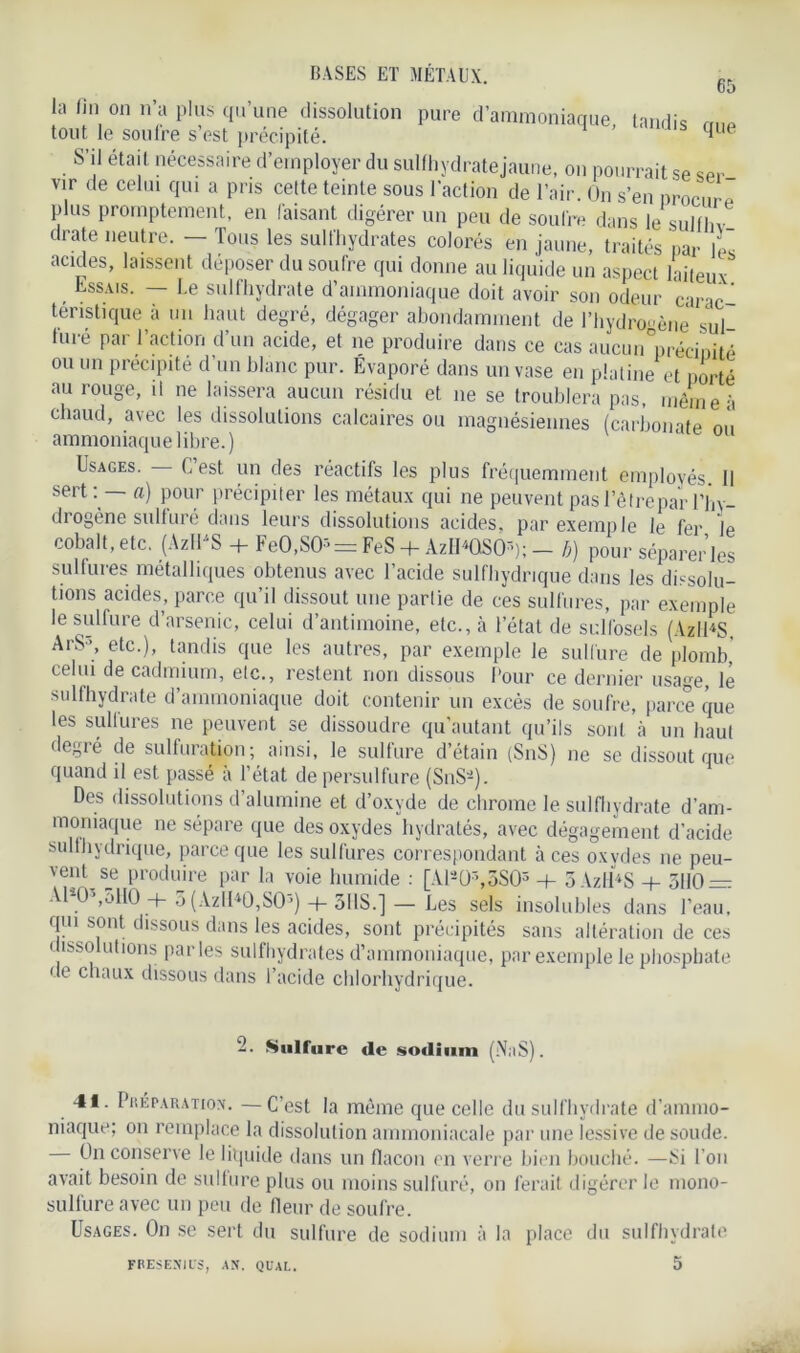 BASES ET MÉTAUX.
65
la fin on n'a plus qu'une dissolution pure d'ammoniaque, tandis que
tout le soufre s'est précipité.
S'il était nécessaire d'employer du sulfhydrate jaune, on pourrait se ser-
vir de celui qui a pris cette teinte sous l'action de l'air. On s'en procure
plus promptement, en faisant digérer un peu de soufre dans le sulfhy-
drate neutre. — Tous les sulfhydrates colorés en jaune, traités par les
acides, laissent déposer du soufre qui donne au liquide un aspect laiteux.
ESSAIS. — Le sulfhydrate d'ammoniaque doit avoir son odeur carac-
téristique à un haut degré, dégager abondamment de l'hydrogène sul-
furé par l'action d'un acide, et ne produire dans ce cas aucun précipité
ou un précipité d'un blanc pur. Évaporé dans un vase en platine et porté
au rouge, il ne laissera aucun résidu et ne se troublera pas, même à
chaud, avec les dissolutions calcaires ou magnésiennes (carbonate ou
ammoniaque libre.)
USAGES. — C'est un des réactifs les plus fréquemment employés. Il
sert : — a) pour précipiter les métaux qui ne peuvent pas l'être par l'hy-
drogène sulfuré dans leurs dissolutions acides, par exemple le fer, le
cobalt, etc. (AzH⁴S + FeO,SO³ = FeS + AzH⁴O.SO³); — b) pour séparer les
sulfures métalliques obtenus avec l'acide sulfhydrique dans les dissolu-
tions acides, parce qu'il dissout une partie de ces sulfures, par exemple
le sulfure d'arsenic, celui d'antimoine, etc., à l'état de sulfosels (AzH⁴S,
ArS⁵, etc.), tandis que les autres, par exemple le sulfure de plomb,
celui de cadmium, etc., restent non dissous Pour ce dernier usage, le
sulfhydrate d'ammoniaque doit contenir un excès de soufre, parce que
les sulfures ne peuvent se dissoudre qu'autant qu'ils sont à un haut
degré de sulfuration; ainsi, le sulfure d'étain (SnS) ne se dissout que
quand il est passé à l'état de persulfure (SnS²).
Des dissolutions d'alumine et d'oxyde de chrome le sulfhydrate d'am-
moniaque ne sépare que des oxydes hydratés, avec dégagement d'acide
sulfhydrique, parce que les sulfures correspondant à ces oxydes ne peu-
vent se produire par la voie humide : [Al²O³,3SO³ + 3 AzH⁴S + 3HO =
Al²O³,3HO + 3 (AzH⁴O,SO³) + 3HS.] — Les sels insolubles dans l'eau,
qui sont dissous dans les acides, sont précipités sans altération de ces
dissolutions par les sulfhydrates d'ammoniaque, par exemple le phosphate
de chaux dissous dans l'acide chlorhydrique.
2. Sulfure de sodium (NaS).
41. PRÉPARATION. — C'est la même que celle du sulfhydrate d'ammo-
niaque; on remplace la dissolution ammoniacale par une lessive de soude.
— On conserve le liquide dans un flacon en verre bien bouché. —Si l'on
avait besoin de sulfure plus ou moins sulfuré, on ferait digérer le mono-
sulfure avec un peu de fleur de soufre.
USAGES. On se sert du sulfure de sodium à la place du sulfhydrate
FRESENIUS, AN. QUAL.
5